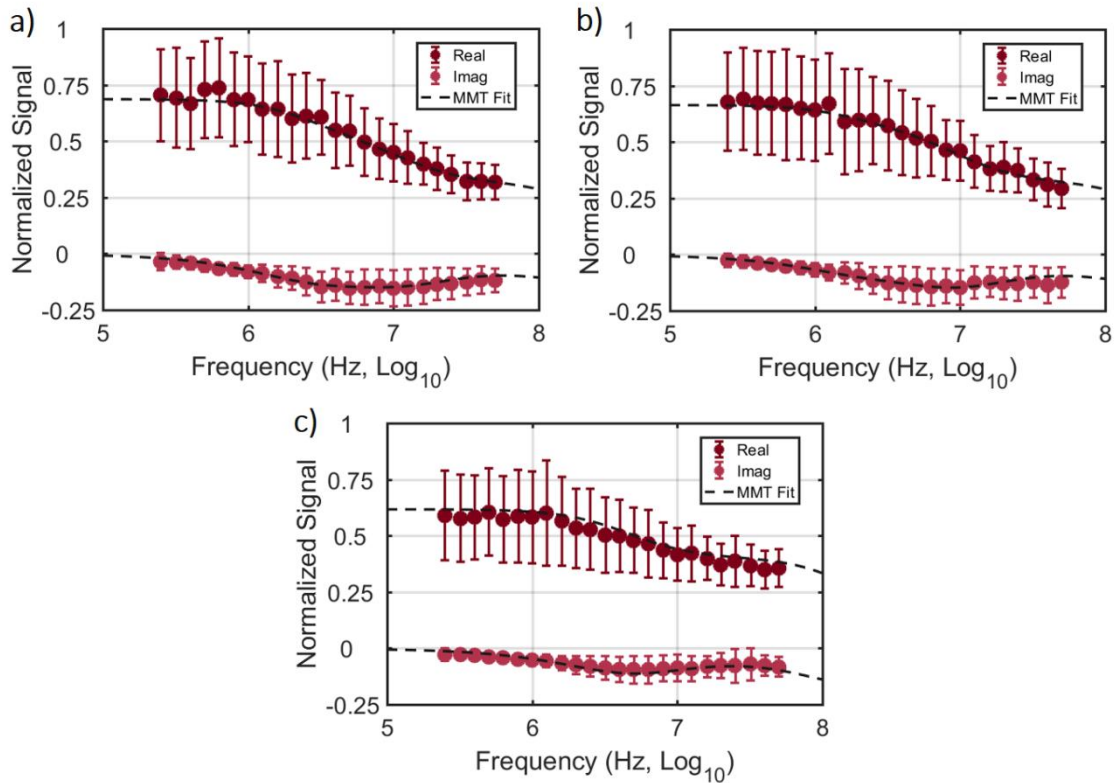 a)
1
0.75
0.5
0.25
0
-0.25
Normalized Signal
Real
Imag
MMT Fit
5 6 7 8
Frequency (Hz, Log10)
b)
1
0.75
0.5
0.25
0
-0.25
Normalized Signal
Real
Imag
MMT Fit
5 6 7 8
Frequency (Hz, Log10)
c)
1
0.75
0.5
0.25
0
-0.25
Normalized Signal
Real
Imag
MMT Fit
5 6 7 8
Frequency (Hz, Log10)